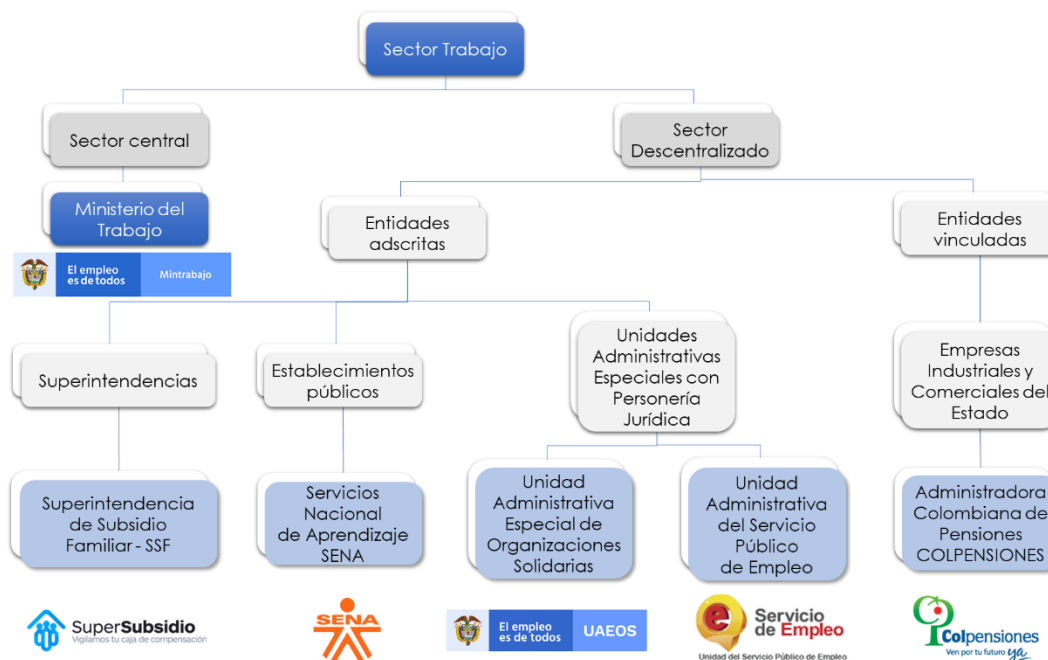 Sector Trabajo
Sector central
Sector
Descentralizado
Ministerio del
Trabajo
Entidades
adscritas
Entidades
vinculadas
El empleo
es de todos
Mintrabajo
Superintendencias
Establecimientos
públicos
Unidades
Administrativas
Especiales con
Personería
Jurídica
Empresas
Industriales y
Comerciales del
Estado
Superintendencia
de Subsidio
Familiar - SSF
Servicios
Nacional
de Aprendizaje
SENA
Unidad
Administrativa
Especial de
Organizaciones
Solidarias
Unidad
Administrativa
del Servicio
Público
de Empleo
Administradora
Colombiana de
Pensiones
COLPENSIONES
SuperSubsidio
Vigilamos tu caja de compensación
SENA
El empleo
es de todos
UAEOS
e
Servicio
de Empleo
Unidad del Servicio Público de Empleo
Colpensiones
Ven por tu futuro ya